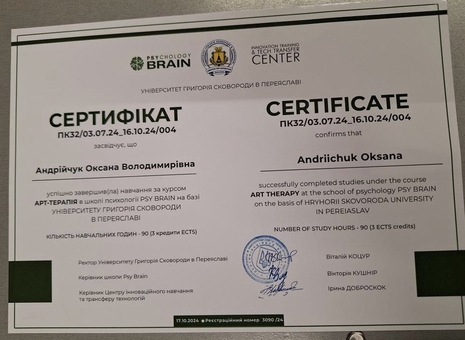 PSYCHOLOGY
BRAIN
INNOVATION TRAINING
& TECH TRANSFER
CENTER
УНІВЕРСИТЕТ ГРИГОРІЯ СКОВОРОДИ В ПЕРЕЯСЛАВІ
СЕРТИФІКАТ
ПК32/03.07.24_16.10.24/004
засвідчує, що
Андрійчук Оксана Володимирівна
успішно завершив(ла) навчання за курсом
АРТ-ТЕРАПІЯ в школі психології PSY BRAIN на базі
УНІВЕРСИТЕТУ ГРИГОРІЯ СКОВОРОДИ
В ПЕРЕЯСЛАВІ
КІЛЬКІСТЬ НАВЧАЛЬНИХ ГОДИН - 90 (3 кредити ECTS)
CERTIFICATE
ПК32/03.07.24_16.10.24/004
confirms that
Andriichuk Oksana
successfully completed studies under the course
ART THERAPY at the school of psychology PSY BRAIN
on the basis of HRYHORII SKOVORODA UNIVERSITY
IN PEREIASLAV
NUMBER OF STUDY HOURS - 90 (3 ECTS credits)
Ректор Університету Григорія Сковороди в Переяславі
Віталій КОЦУР
Керівник школи Psy Brain
Вікторія КУШНІР
Керівник Центру інноваційного навчання
та трансферу технологій
Ірина ДОБРОСКОК
17.10.2024 ● Реєстраційний номер 3090 /24